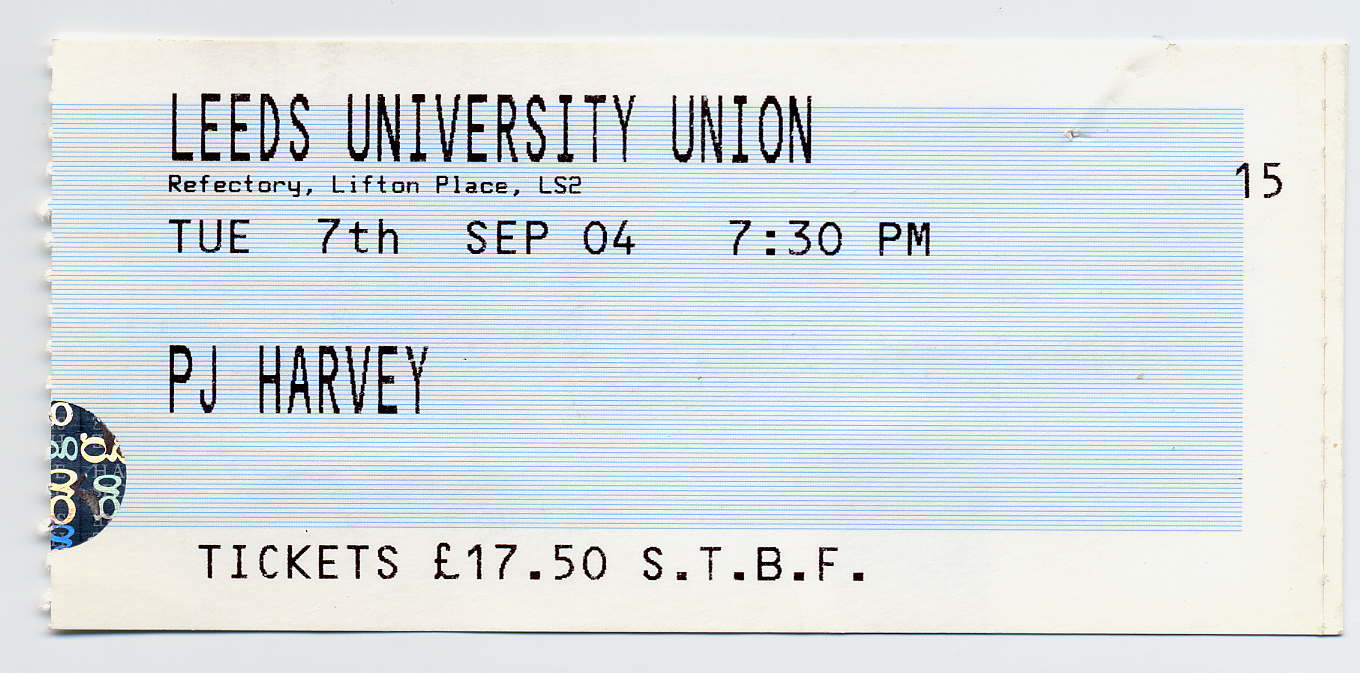 LEEDS UNIVERSITY UNION
Refectory, Lifton Place, LS2
15
TUE 7th SEP 04 7:30 PM
PJ HARVEY
TICKETS £17.50 S.T.B.F.